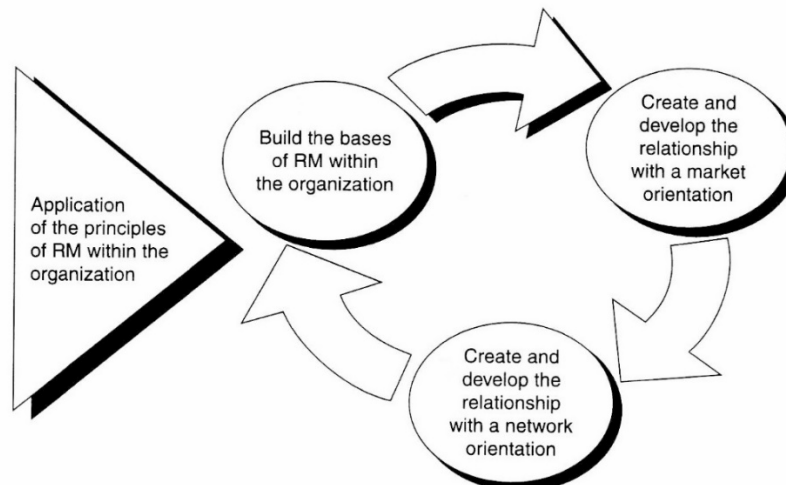 Application
of the principles
of RM within the
organization
Build the bases
of RM within
the organization
Create and
develop the
relationship
with a market
orientation
Create and
develop the
relationship
with a network
orientation